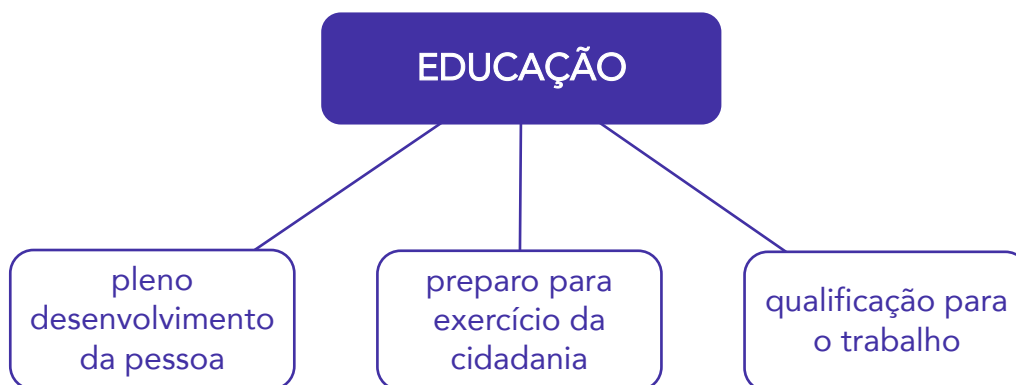 EDUCAÇÃO
pleno
desenvolvimento
da pessoa
preparo para
exercício da
cidadania
qualificação para
o trabalho